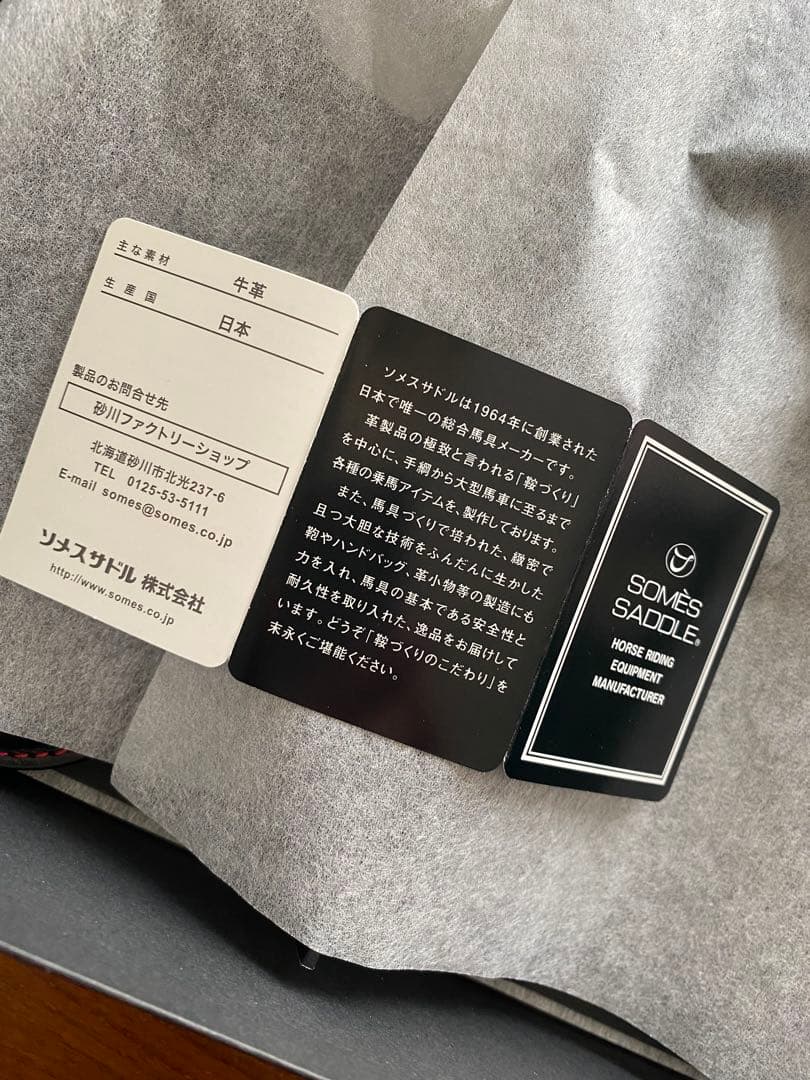 主な素材 牛革
生産国 日本
製品のお問合せ先
砂川ファクトリーショップ
北海道砂川市北光237-6
TEL 0125-53-5111
E-mail somes@somes.co.jp
ソメスサドル 株式会社
http://www.somes.co.jp
ソメスサドルは1964年に創業された
日本で唯一の総合馬具メーカーです。
革製品の極致と言われる「鞍づくり」
を中心に、手綱から大型馬車に至るまで
各種の乗馬アイテムを、製作しております。
また、馬具づくりで培われた、緻密で
且つ大胆な技術をふんだんに生かした
鞄やハンドバッグ、革小物等の製造にも
力を入れ、馬具の基本である安全性と
耐久性を取り入れた、逸品をお届けして
います。どうぞ「鞍づくりのこだわり」を
末永くご堪能ください。
SOMÈS
SADDLE®
HORSE RIDING
EQUIPMENT
MANUFACTURER